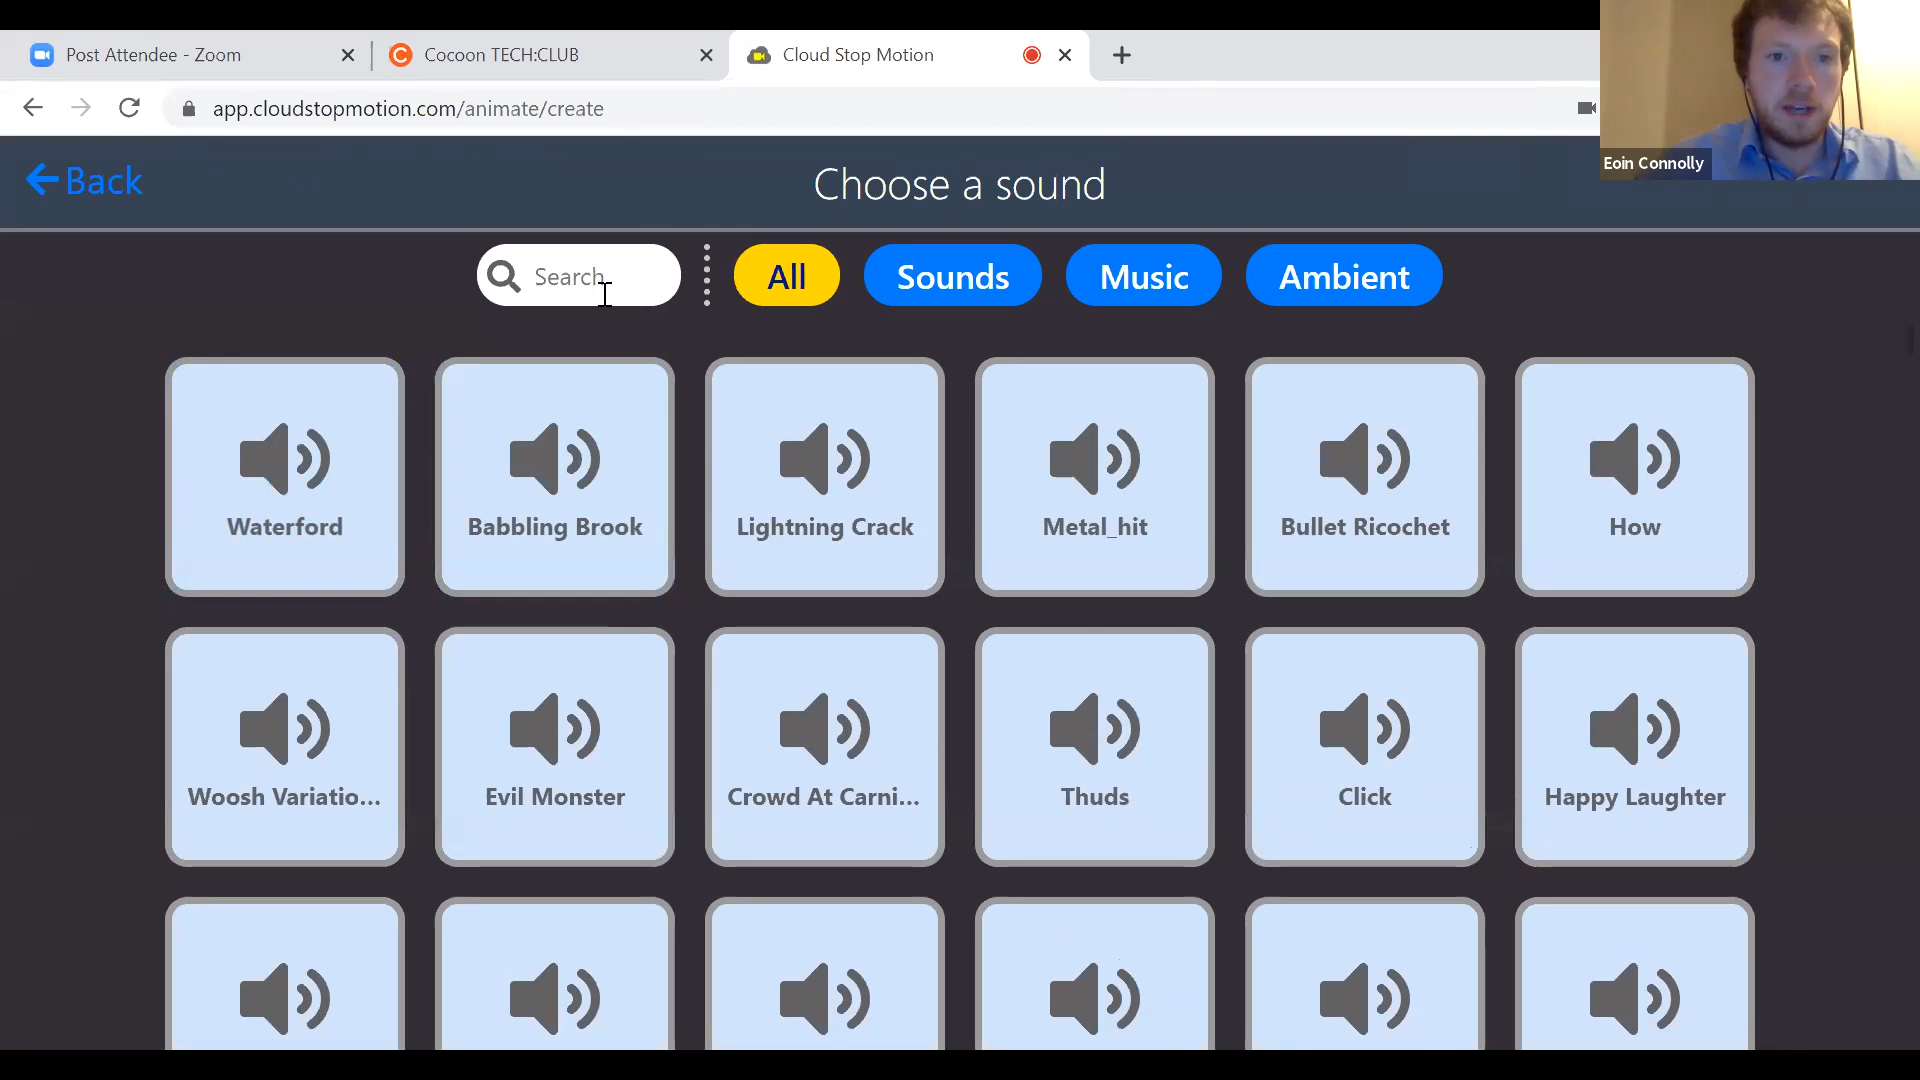 Post Attendee - Zoom
Cocoon TECH:CLUB
Cloud Stop Motion
app.cloudstopmotion.com/animate/create
Eoin Connolly
Back
Choose a sound
Search
All
Sounds
Music
Ambient
Waterford
Babbling Brook
Lightning Crack
Metal_hit
Bullet Ricochet
How
Woosh Variatio...
Evil Monster
Crowd At Carni...
Thuds
Click
Happy Laughter